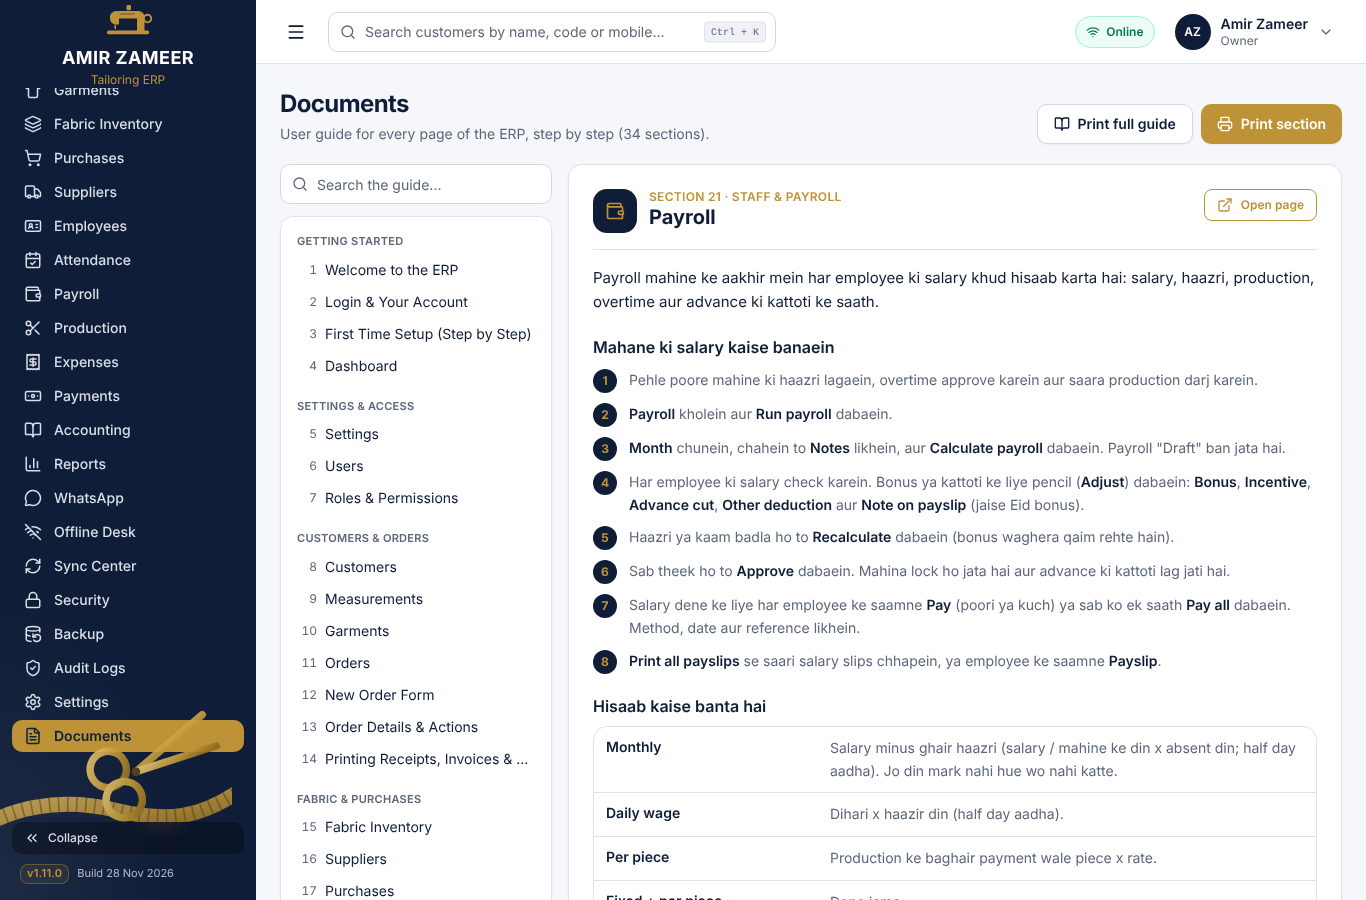 AMIR ZAMEER
Tailoring ERP
Garments
Fabric Inventory
Purchases
Suppliers
Employees
Attendance
Payroll
Production
Expenses
Payments
Accounting
Reports
WhatsApp
Offline Desk
Sync Center
Security
Backup
Audit Logs
Settings
Documents
Collapse
v1.11.0 Build 28 Nov 2026
Search customers by name, code or mobile... Ctrl + K
Online
AZ
Amir Zameer
Owner
Documents
User guide for every page of the ERP, step by step (34 sections).
Print full guide
Print section
Search the guide...
GETTING STARTED
1 Welcome to the ERP
2 Login & Your Account
3 First Time Setup (Step by Step)
4 Dashboard
SETTINGS & ACCESS
5 Settings
6 Users
7 Roles & Permissions
CUSTOMERS & ORDERS
8 Customers
9 Measurements
10 Garments
11 Orders
12 New Order Form
13 Order Details & Actions
14 Printing Receipts, Invoices & ...
FABRIC & PURCHASES
15 Fabric Inventory
16 Suppliers
17 Purchases
SECTION 21 · STAFF & PAYROLL
Payroll
Open page
Payroll mahine ke aakhir mein har employee ki salary khud hisaab karta hai: salary, haazri, production,
overtime aur advance ki kattoti ke saath.
Mahane ki salary kaise banaein
1 Pehle poore mahine ki haazri lagaein, overtime approve karein aur saara production darj karein.
2 Payroll kholein aur Run payroll dabaein.
3 Month chunein, chahein to Notes likhein, aur Calculate payroll dabaein. Payroll "Draft" ban jata hai.
4 Har employee ki salary check karein. Bonus ya kattoti ke liye pencil (Adjust) dabaein: Bonus, Incentive,
Advance cut, Other deduction aur Note on payslip (jaise Eid bonus).
5 Haazri ya kaam badla ho to Recalculate dabaein (bonus waghera qaim rehte hain).
6 Sab theek ho to Approve dabaein. Mahina lock ho jata hai aur advance ki kattoti lag jati hai.
7 Salary dene ke liye har employee ke saamne Pay (poori ya kuch) ya sab ko ek saath Pay all dabaein.
Method, date aur reference likhein.
8 Print all payslips se saari salary slips chhapein, ya employee ke saamne Payslip.
Hisaab kaise banta hai
Monthly Salary minus ghair haazri (salary / mahine ke din x absent din; half day
aadha). Jo din mark nahi hue wo nahi katte.
Daily wage Dihari x haazir din (half day aadha).
Per piece Production ke baghair payment wale piece x rate.